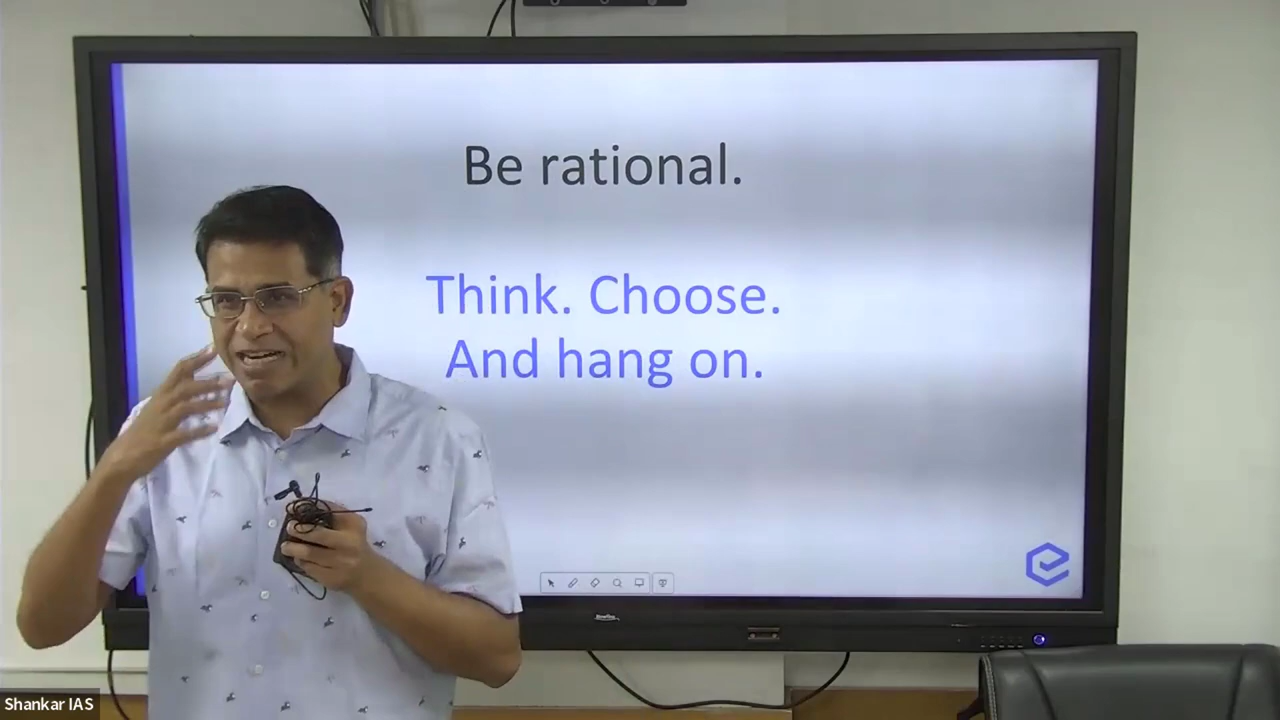 Be rational.
Think. Choose.
And hang on.
Shankar IAS